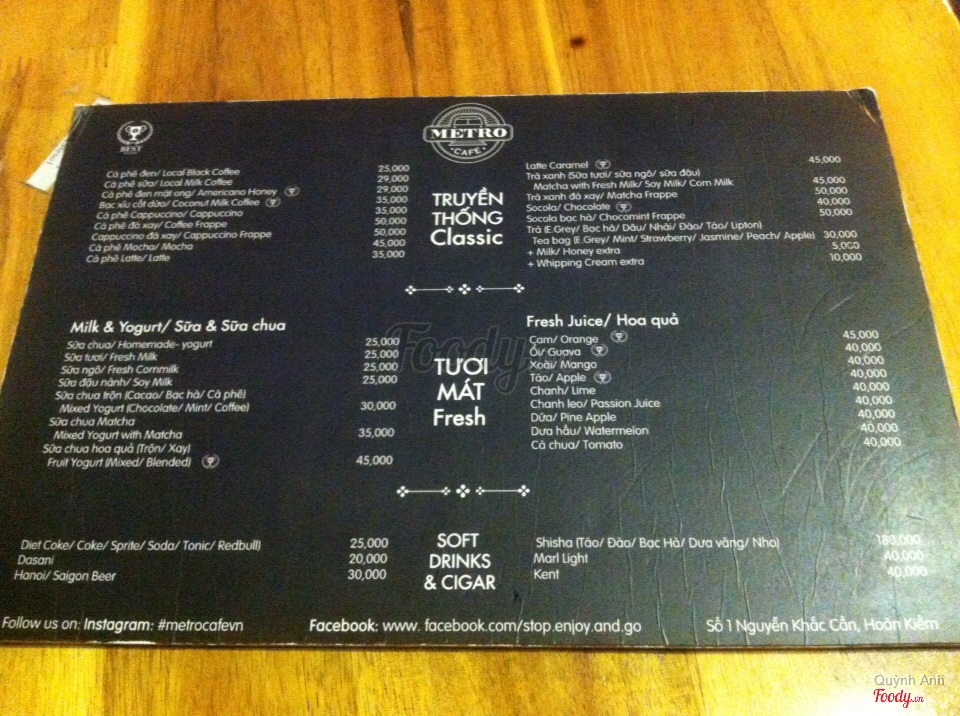 BEST
METRO
CAFE
TRUYỀN
THỐNG
Classic
Cà phê đen/ Local Black Coffee 25,000
Cà phê sữa/ Local Milk Coffee 29,000
Cà phê đen mật ong/ Americano Honey 29,000
Bạc xỉu cốt dừa/ Coconut Milk Coffee 35,000
Cà phê Cappuccino/ Cappuccino 35,000
Cà phê đá xay/ Coffee Frappe 50,000
Cappuccino đá xay/ Cappuccino Frappe 50,000
Cà phê Mocha/ Mocha 45,000
Cà phê Latte/ Latte 35,000
Latte Caramel 45,000
Trà xanh (Sữa tươi/ sữa ngô/ sữa đậu)
Matcha with Fresh Milk/ Soy Milk/ Corn Milk 45,000
Trà xanh đá xay/ Matcha Frappe 50,000
Socola/ Chocolate 40,000
Socola bạc hà/ Chocomint Frappe 50,000
Trà (E.Grey/ Bạc hà/ Dâu/ Nhài/ Đào/ Táo/ Lipton)
Tea bag (E.Grey/ Mint/ Strawberry/ Jasmine/ Peach/ Apple) 30,000
+ Milk/ Honey extra 5,000
+ Whipping Cream extra 10,000
TƯƠI
MÁT
Fresh
Milk & Yogurt/ Sữa & Sữa chua
Sữa chua/ Homemade- yogurt 25,000
Sữa tươi/ Fresh Milk 25,000
Sữa ngô/ Fresh Cornmilk 25,000
Sữa đậu nành/ Soy Milk 25,000
Sữa chua trộn (Cacao/ Bạc hà/ Cà phê)
Mixed Yogurt (Chocolate/ Mint/ Coffee) 30,000
Sữa chua Matcha
Mixed Yogurt with Matcha 35,000
Sữa chua hoa quả (Trộn/ Xay)
Fruit Yogurt (Mixed/ Blended) 45,000
Fresh Juice/ Hoa quả
Cam/ Orange 45,000
Ổi/ Guava 40,000
Xoài/ Mango 40,000
Táo/ Apple 40,000
Chanh/ Lime 40,000
Chanh leo/ Passion Juice 40,000
Dứa/ Pine Apple 40,000
Dưa hấu/ Watermelon 40,000
Cà chua/ Tomato 40,000
Foody
SOFT
DRINKS
& CIGAR
Diet Coke/ Coke/ Sprite/ Soda/ Tonic/ Redbull) 25,000
Dasani 20,000
Hanoi/ Saigon Beer 30,000
Shisha (Táo/ Đào/ Bạc Hà/ Dưa vàng/ Nho) 180,000
Marl Light 40,000
Kent 40,000
Follow us on: Instagram: #metrocafevn
Facebook: www. facebook.com/stop.enjoy.and.go
Số 1 Nguyễn Khắc Cần, Hoàn Kiếm
Quỳnh Anh
Foody.vn